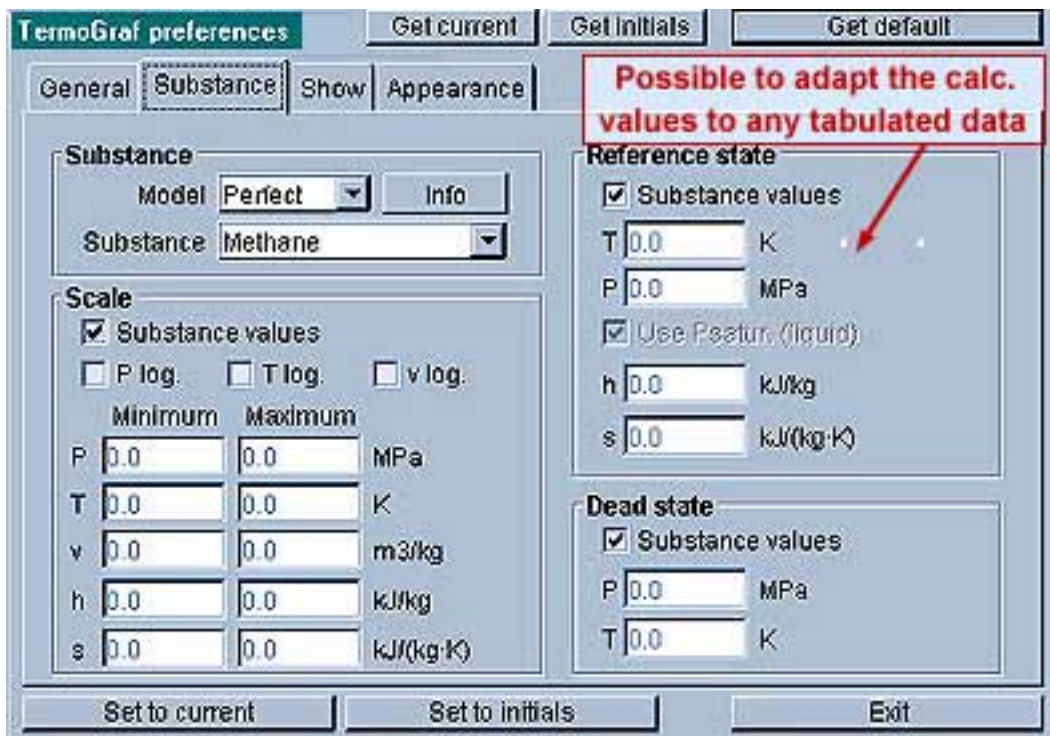 TermoGraf preferences Get current Get initials Get default
General Substance Show Appearance
Possible to adapt the calc.
values to any tabulated data
Substance
Model Perfect Info
Substance Methane
Scale
Substance values
P log. T log. v log.
Minimum Maximum
P 0.0 0.0 MPa
T 0.0 0.0 K
v 0.0 0.0 m3/kg
h 0.0 0.0 kJ/kg
s 0.0 0.0 kJ/(kg·K)
Reference state
Substance values
T 0.0 K
P 0.0 MPa
Use Psatur. (liquid)
h 0.0 kJ/kg
s 0.0 kJ/(kg·K)
Dead state
Substance values
P 0.0 MPa
T 0.0 K
Set to current Set to initials Exit